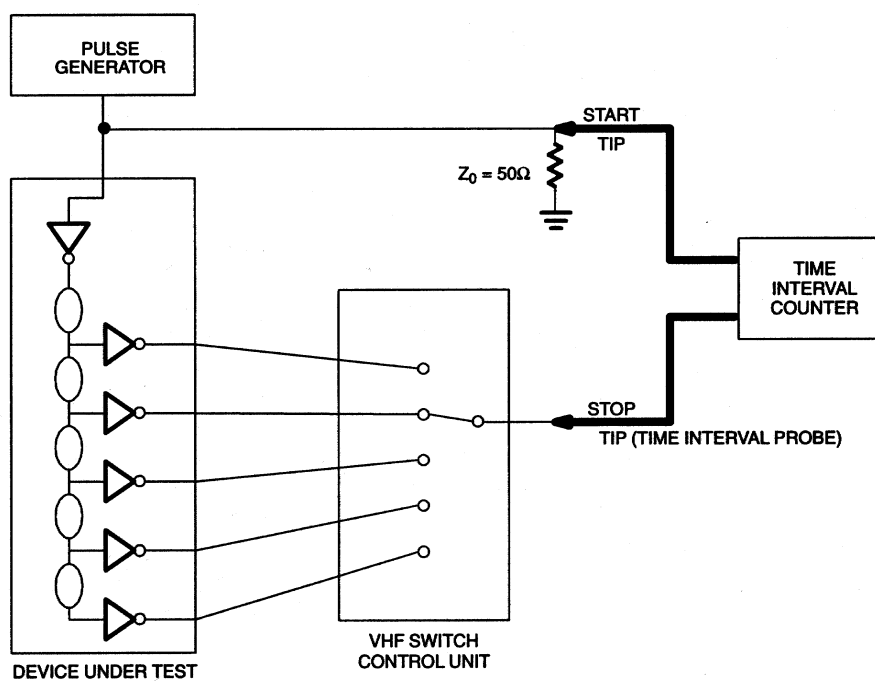 PULSE
GENERATOR
START
TIP
Z₀ = 50Ω
TIME
INTERVAL
COUNTER
STOP
TIP (TIME INTERVAL PROBE)
VHF SWITCH
CONTROL UNIT
DEVICE UNDER TEST